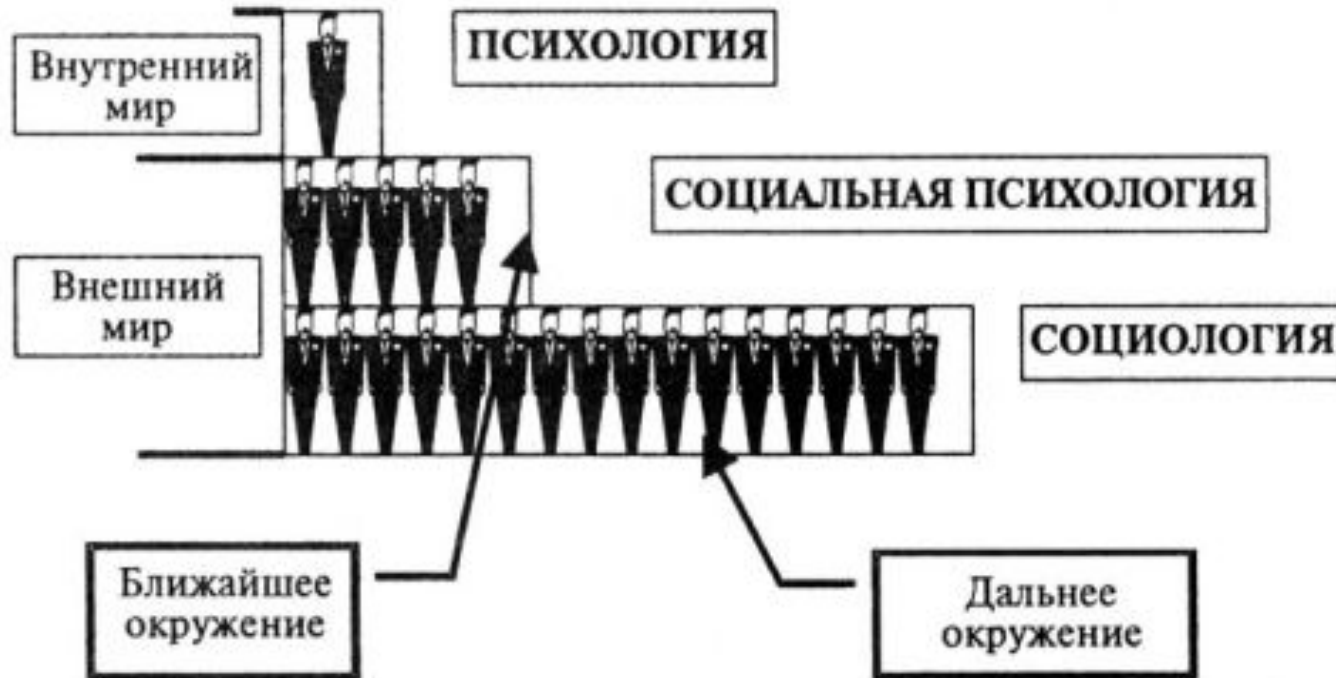 Внутренний
мир
ПСИХОЛОГИЯ
СОЦИАЛЬНАЯ ПСИХОЛОГИЯ
Внешний
мир
СОЦИОЛОГИЯ
Ближайшее
окружение
Дальнее
окружение